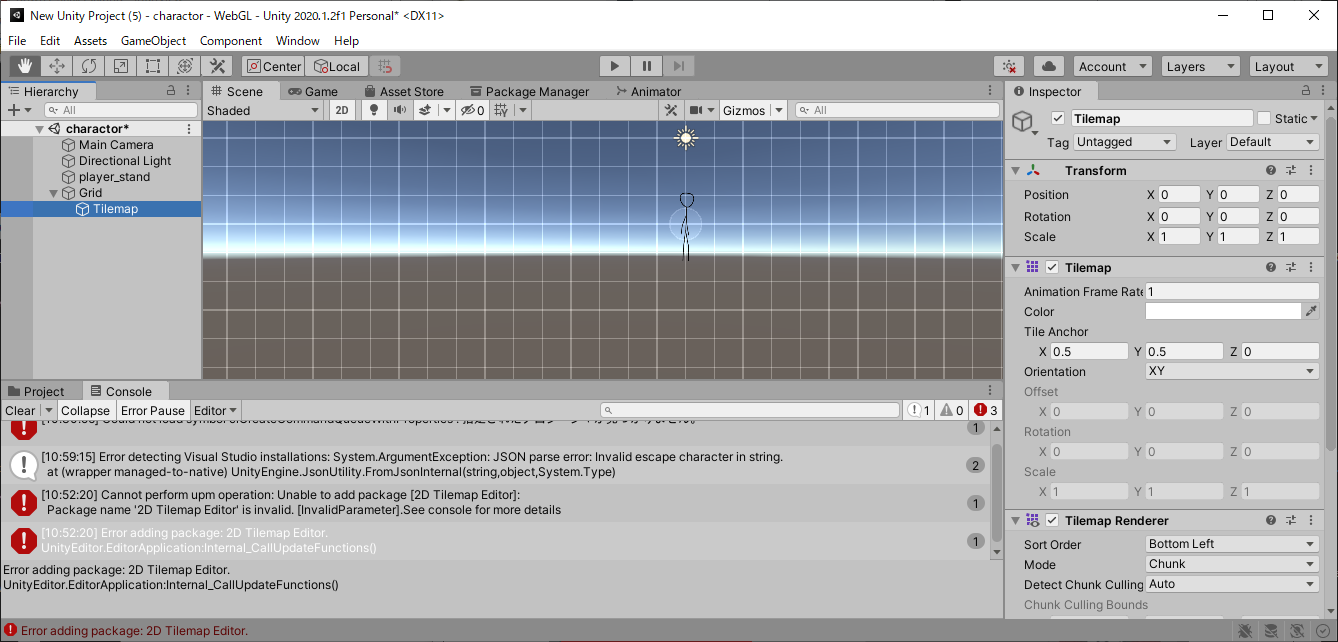 New Unity Project (5) - charactor - WebGL - Unity 2020.1.2f1 Personal* <DX11>
File Edit Assets GameObject Component Window Help
Center Local Account Layers Layout
Hierarchy Scene Game Asset Store Package Manager Animator Inspector
All Shaded 2D 0 Gizmos All
charactor*
Main Camera
Directional Light
player_stand
Grid
Tilemap
Tilemap Static
Tag Untagged Layer Default
Transform
Position X 0 Y 0 Z 0
Rotation X 0 Y 0 Z 0
Scale X 1 Y 1 Z 1
Tilemap
Animation Frame Rate 1
Color
Tile Anchor
X 0.5 Y 0.5 Z 0
Orientation XY
Offset
X 0 Y 0 Z 0
Rotation
X 0 Y 0 Z 0
Scale
X 1 Y 1 Z 1
Tilemap Renderer
Sort Order Bottom Left
Mode Chunk
Detect Chunk Culling Auto
Chunk Culling Bounds
Project Console
Clear Collapse Error Pause Editor 1 0 3
1
[10:59:15] Error detecting Visual Studio installations: System.ArgumentException: JSON parse error: Invalid escape character in string.
at (wrapper managed-to-native) UnityEngine.JsonUtility.FromJsonInternal(string,object,System.Type)
2
[10:52:20] Cannot perform upm operation: Unable to add package [2D Tilemap Editor]:
Package name '2D Tilemap Editor' is invalid. [InvalidParameter].See console for more details
1
[10:52:20] Error adding package: 2D Tilemap Editor.
UnityEditor.EditorApplication:Internal_CallUpdateFunctions()
1
Error adding package: 2D Tilemap Editor.
UnityEditor.EditorApplication:Internal_CallUpdateFunctions()
Error adding package: 2D Tilemap Editor.